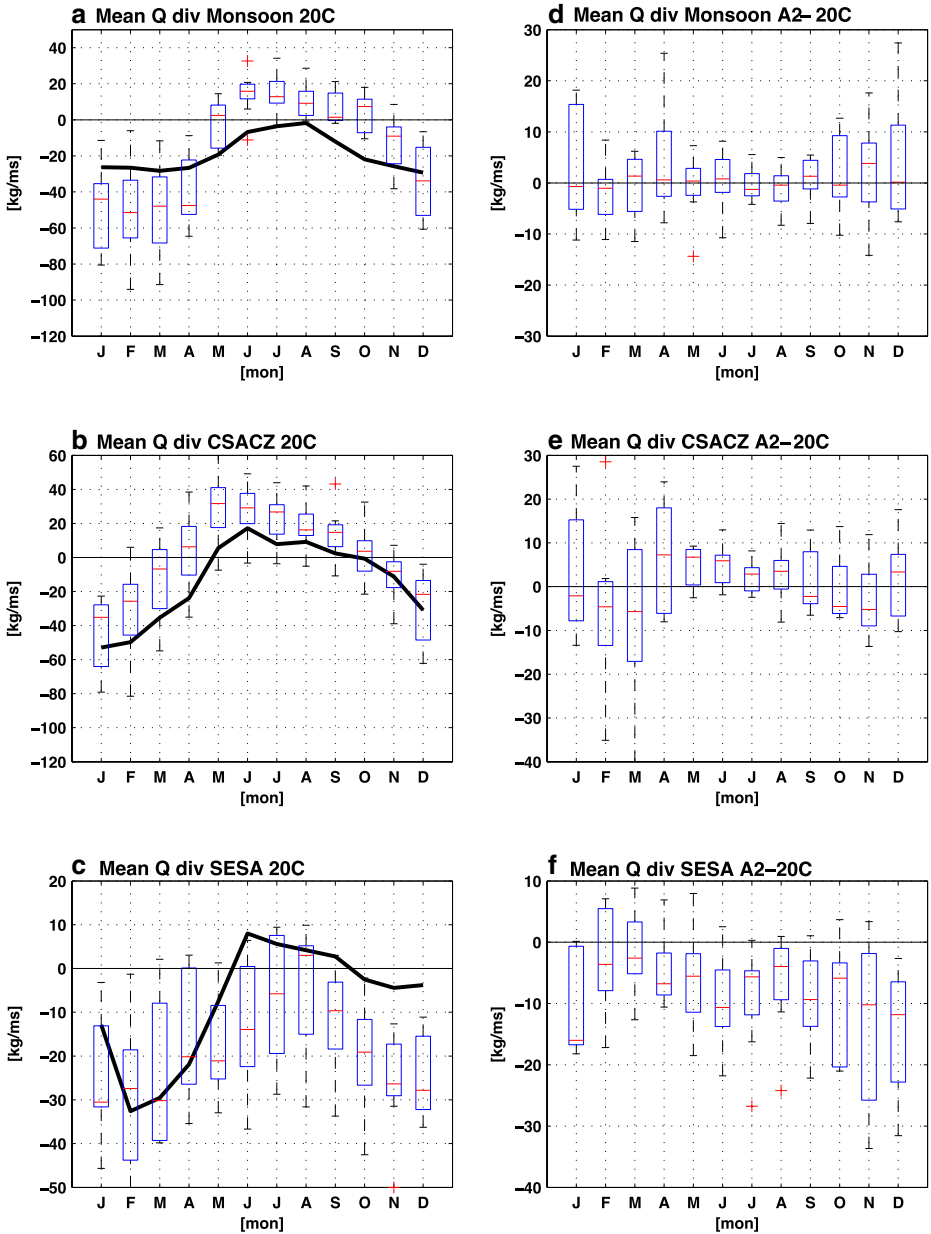 a Mean Q div Monsoon 20C
[kg/ms]
40
20
0
−20
−40
−60
−80
−100
−120
J F M A M J J A S O N D
[mon]
d Mean Q div Monsoon A2− 20C
[kg/ms]
30
20
10
0
−10
−20
−30
J F M A M J J A S O N D
[mon]
b Mean Q div CSACZ 20C
[kg/ms]
60
40
20
0
−20
−40
−60
−80
−100
−120
J F M A M J J A S O N D
[mon]
e Mean Q div CSACZ A2−20C
[kg/ms]
30
20
10
0
−10
−20
−30
−40
J F M A M J J A S O N D
[mon]
c Mean Q div SESA 20C
[kg/ms]
20
10
0
−10
−20
−30
−40
−50
J F M A M J J A S O N D
[mon]
f Mean Q div SESA A2−20C
[kg/ms]
10
0
−10
−20
−30
−40
J F M A M J J A S O N D
[mon]